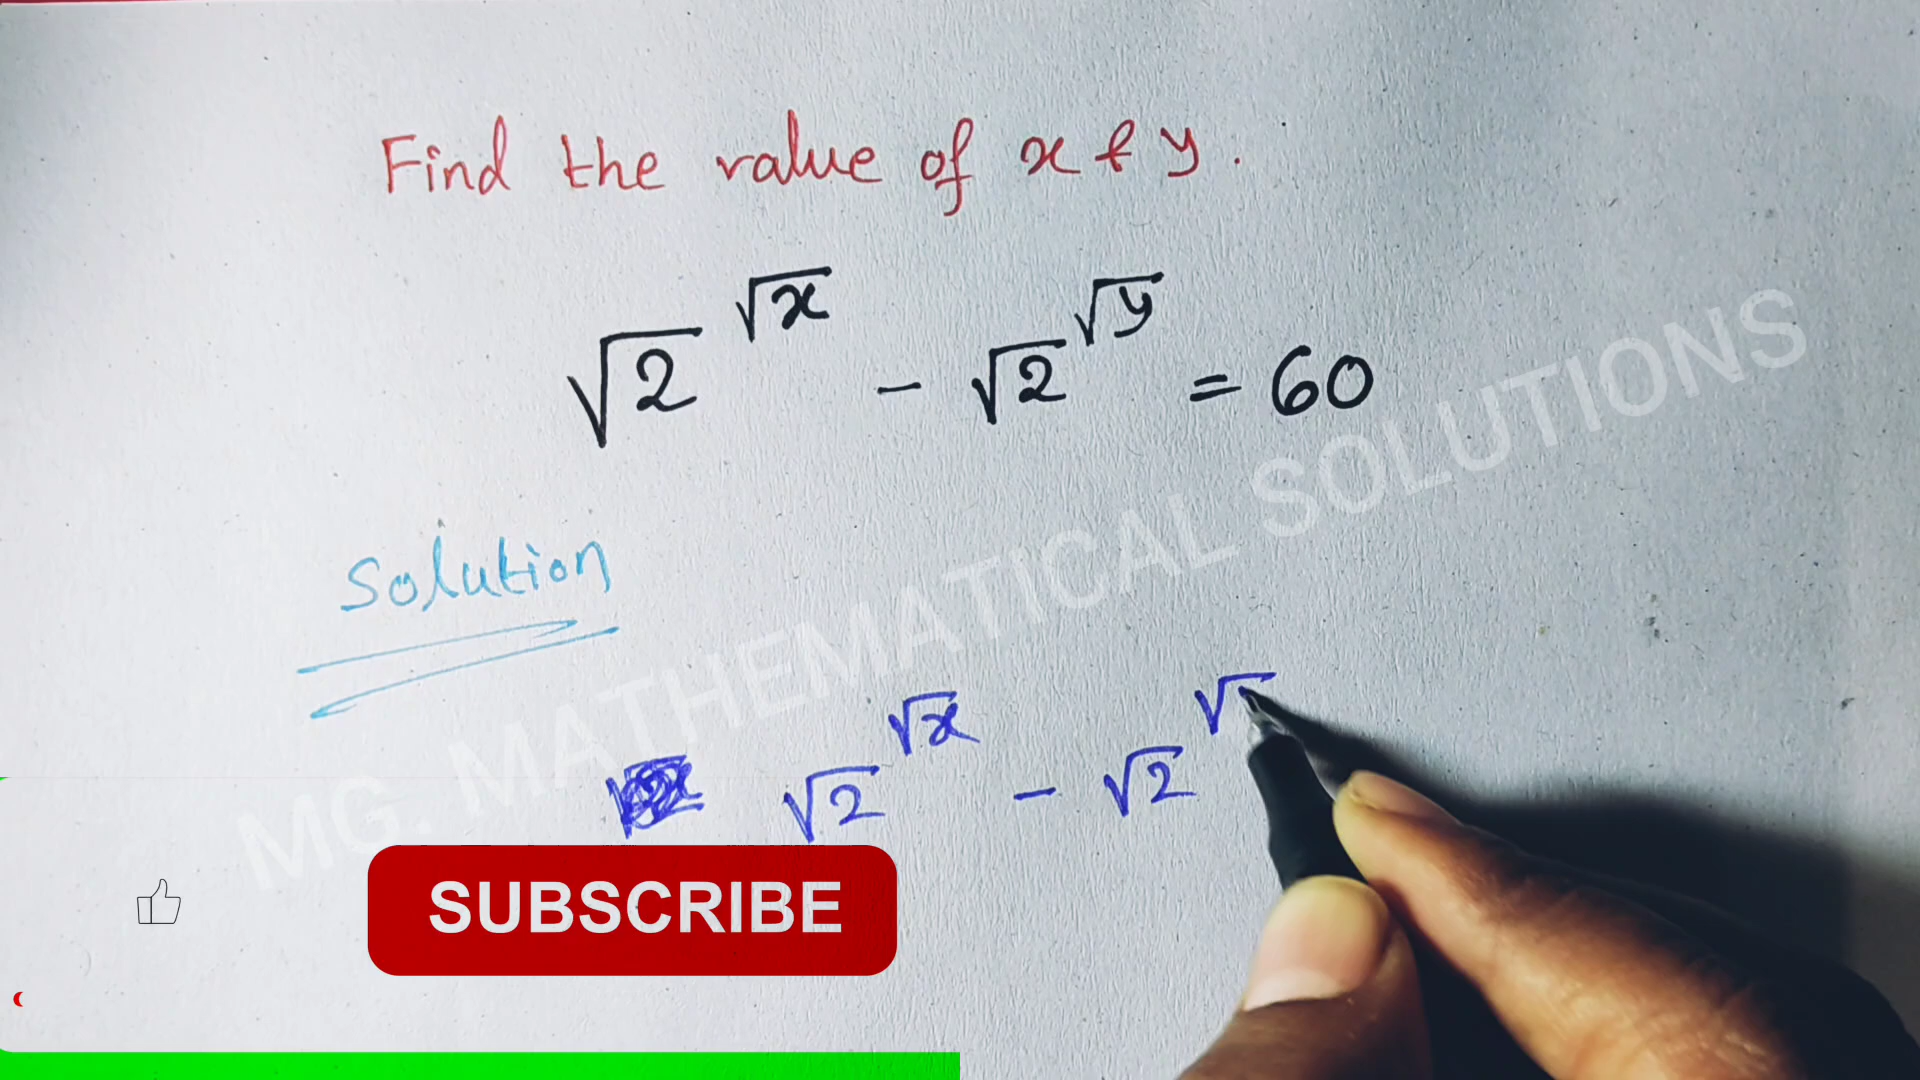 Find the value of x & y.
√2^√x - √2^√y = 60
Solution
√2^√x - √2^√
MG. MATHEMATICAL SOLUTIONS
SUBSCRIBE